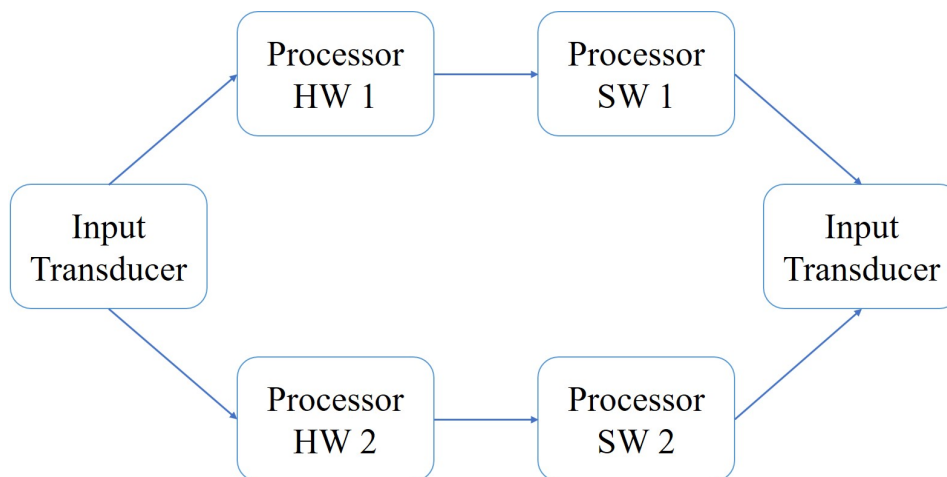 Processor
HW 1
Processor
SW 1
Input
Transducer
Input
Transducer
Processor
HW 2
Processor
SW 2